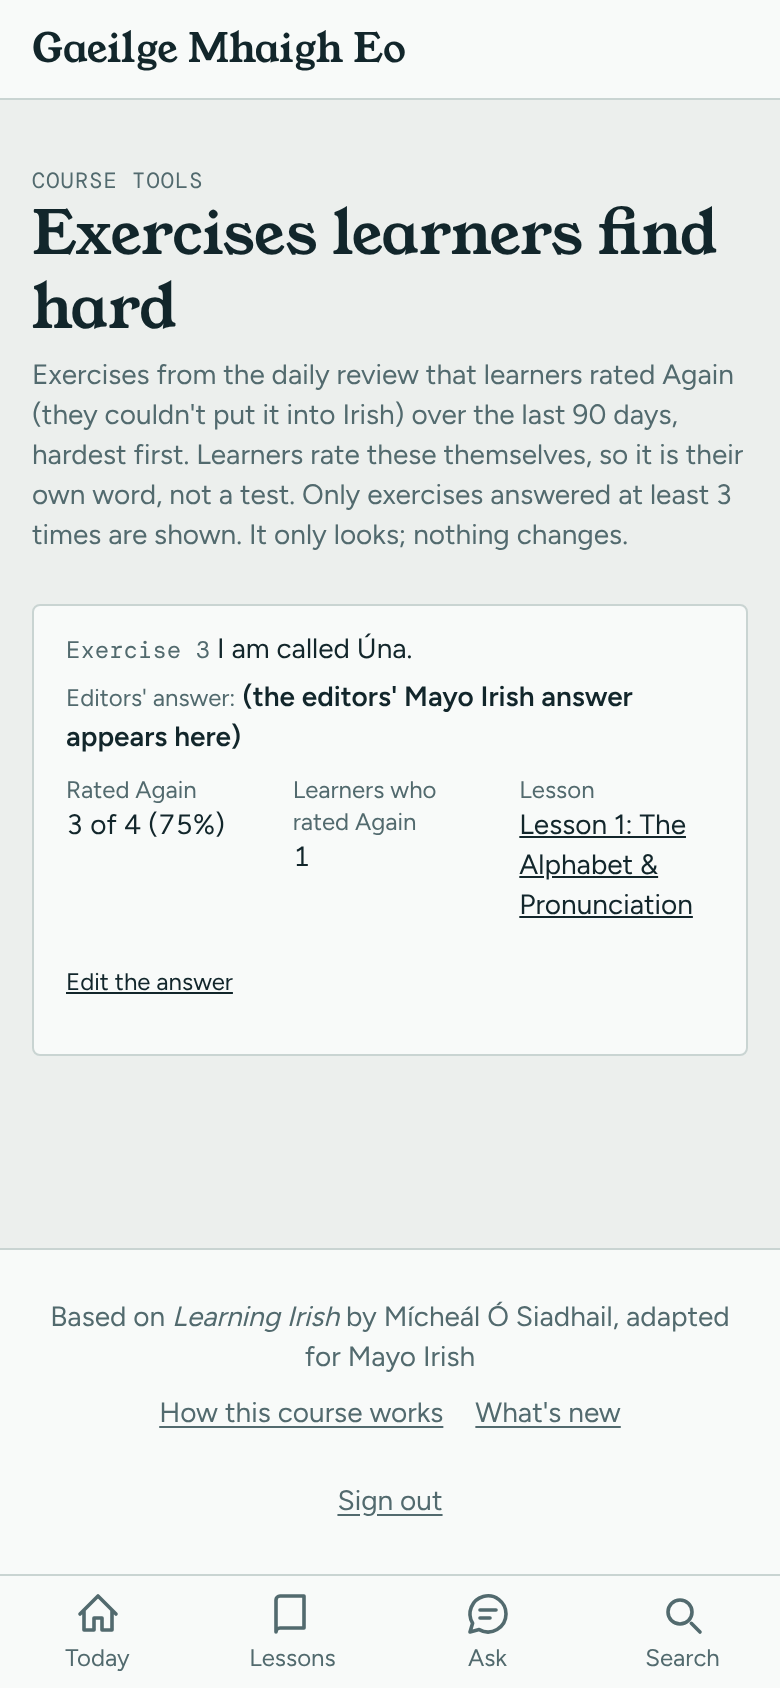 Gaeilge Mhaigh Eo
COURSE TOOLS
Exercises learners find
hard
Exercises from the daily review that learners rated Again
(they couldn't put it into Irish) over the last 90 days,
hardest first. Learners rate these themselves, so it is their
own word, not a test. Only exercises answered at least 3
times are shown. It only looks; nothing changes.
Exercise 3 I am called Úna.
Editors' answer: (the editors' Mayo Irish answer
appears here)
Rated Again
3 of 4 (75%)
Learners who
rated Again
1
Lesson
Lesson 1: The
Alphabet &
Pronunciation
Edit the answer
Based on Learning Irish by Mícheál Ó Siadhail, adapted
for Mayo Irish
How this course works What's new
Sign out
Today Lessons Ask Search